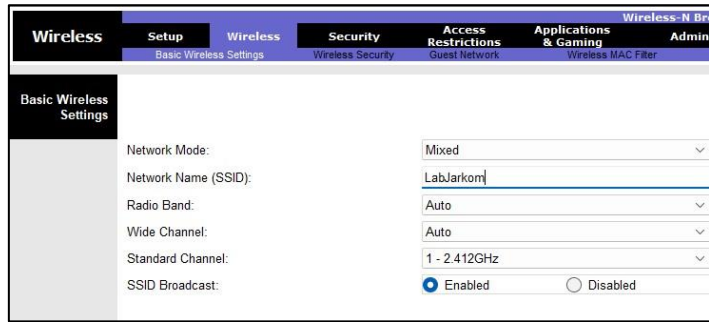 Wireless-N Bro
Wireless Setup Wireless Security Access Restrictions Applications & Gaming Admin
Basic Wireless Settings Wireless Security Guest Network Wireless MAC Filter
Basic Wireless Settings
Network Mode: Mixed
Network Name (SSID): LabJarkom
Radio Band: Auto
Wide Channel: Auto
Standard Channel: 1 - 2.412GHz
SSID Broadcast: Enabled Disabled